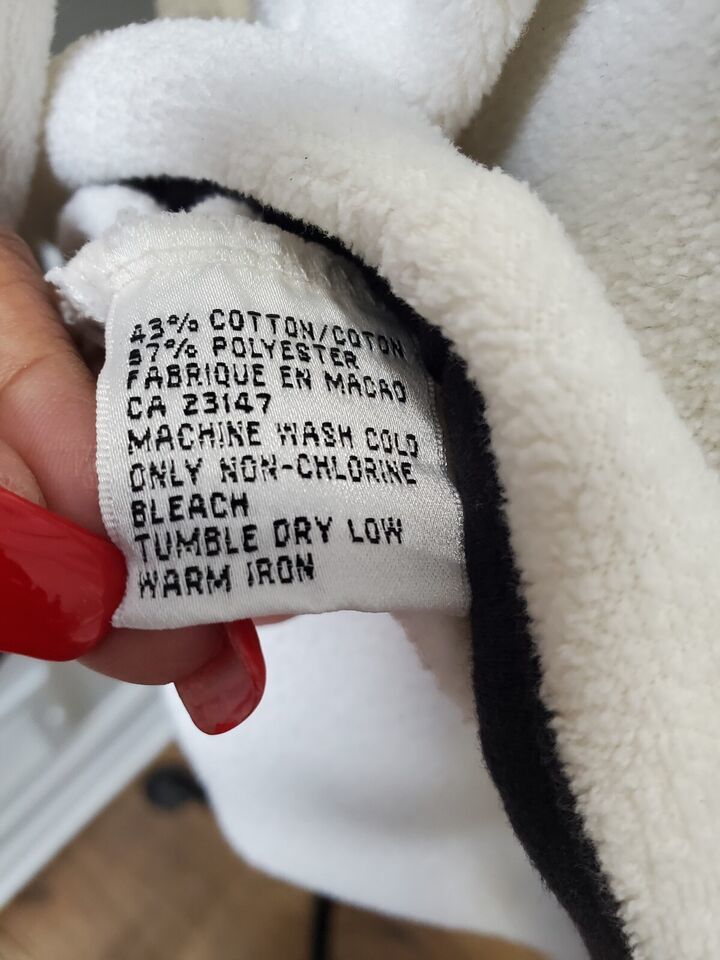 43% COTTON/COTON
57% POLYESTER
FABRIQUE EN MACAO
CA 23147
MACHINE WASH COLD
ONLY NON-CHLORINE
BLEACH
TUMBLE DRY LOW
WARM IRON